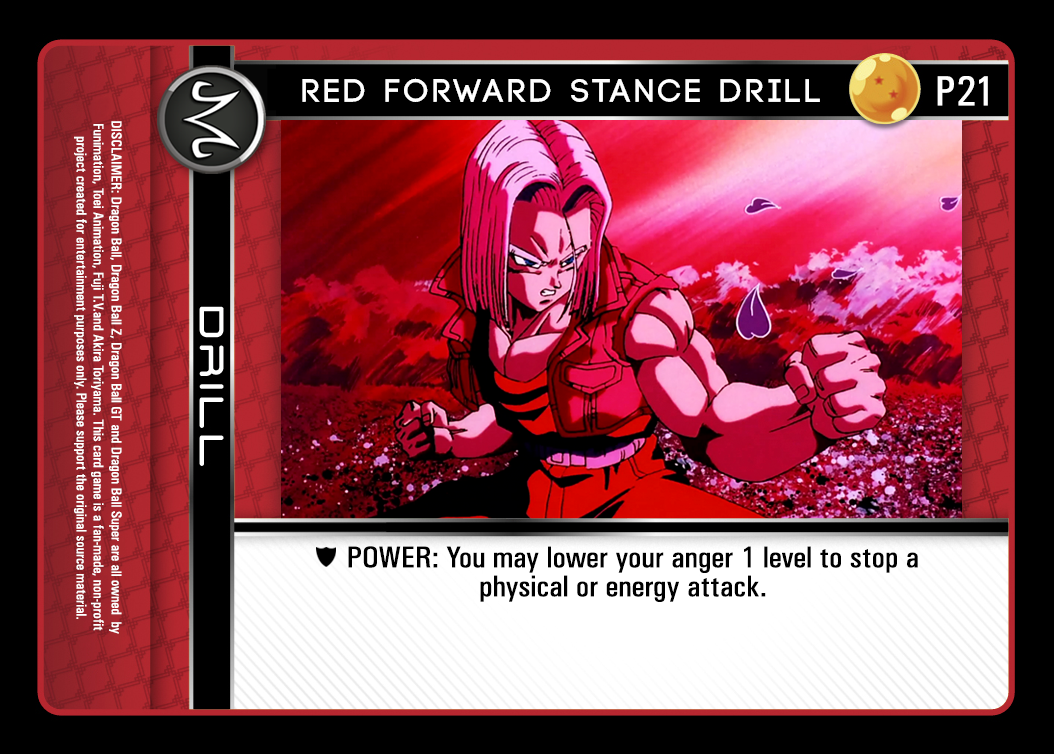 RED FORWARD STANCE DRILL
P21
DRILL
POWER: You may lower your anger 1 level to stop a
physical or energy attack.
DISCLAIMER: Dragon Ball, Dragon Ball Z, Dragon Ball GT and Dragon Ball Super are all owned by
Funimation, Toei Animation, Fuji T.V.and Akira Toriyama. This card game is a fan-made, non-profit
project created for entertainment purposes only. Please support the original source material.